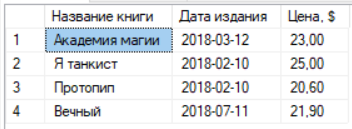 Название книги Дата издания Цена, $
1 Академия магии 2018-03-12 23,00
2 Я танкист 2018-02-10 25,00
3 Протопип 2018-02-10 20,60
4 Вечный 2018-07-11 21,90